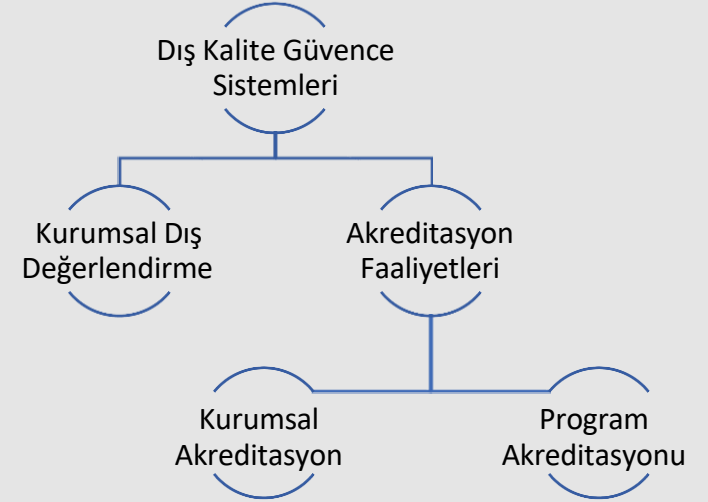 Dış Kalite Güvence
Sistemleri
Kurumsal Dış
Değerlendirme
Akreditasyon
Faaliyetleri
Kurumsal
Akreditasyon
Program
Akreditasyonu